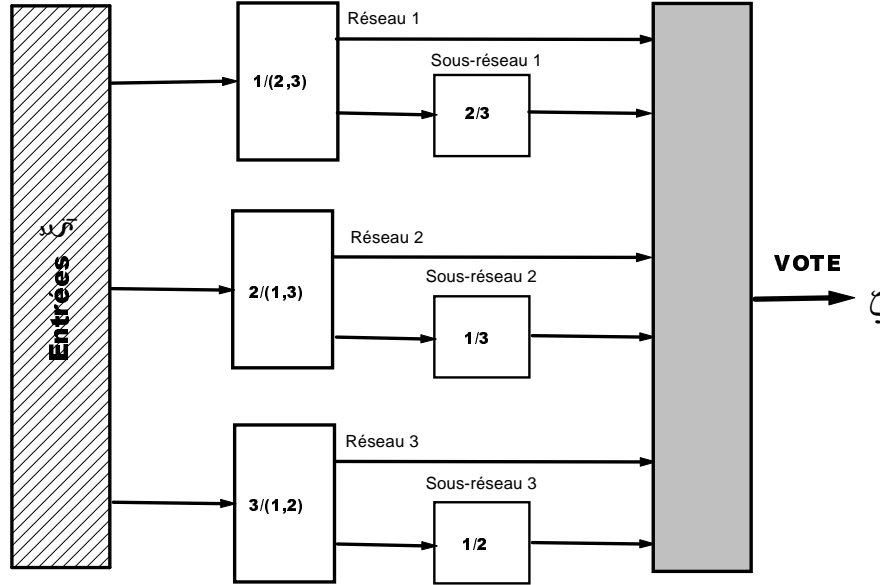 Réseau 1
Sous-réseau 1
1/(2,3)
2/3
Entrées ξi
Réseau 2
Sous-réseau 2
2/(1,3)
1/3
VOTE
ζ
Réseau 3
Sous-réseau 3
3/(1,2)
1/2